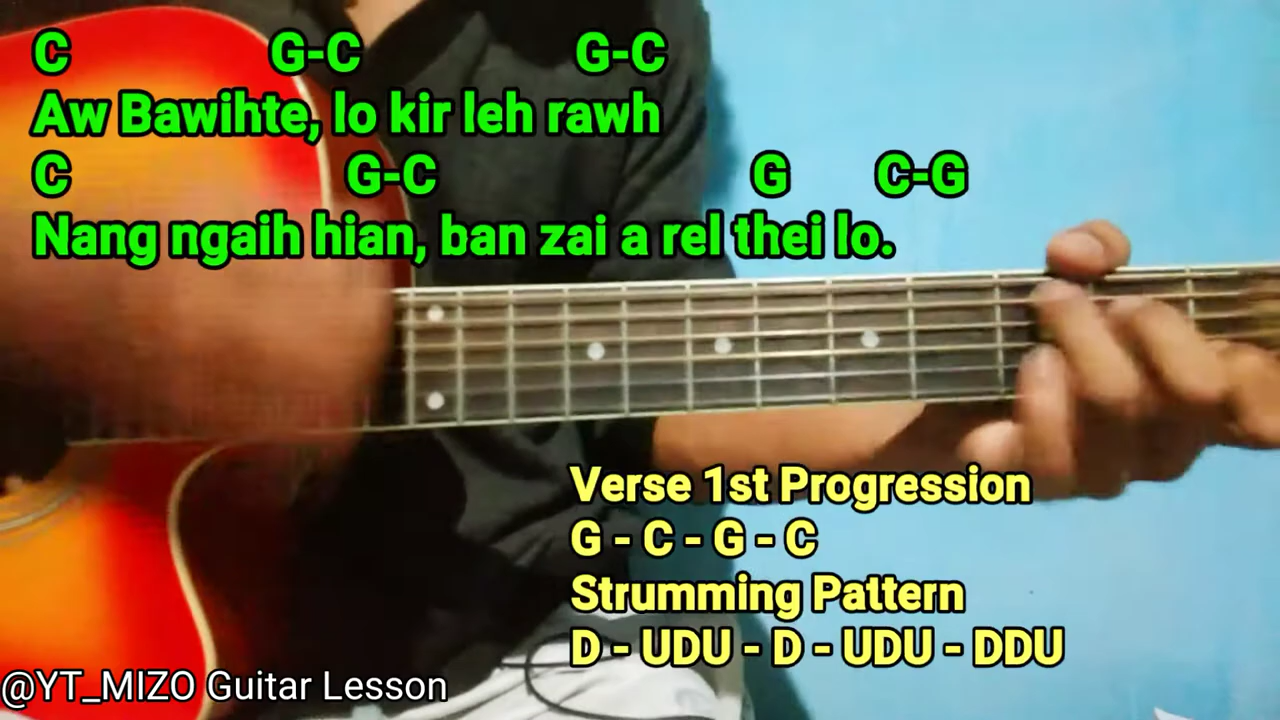 C G-C G-C
Aw Bawihte, lo kir leh rawh
C G-C G C-G
Nang ngaih hian, ban zai a rel thei lo.
Verse 1st Progression
G - C - G - C
Strumming Pattern
D - UDU - D - UDU - DDU
@YT_MIZO Guitar Lesson